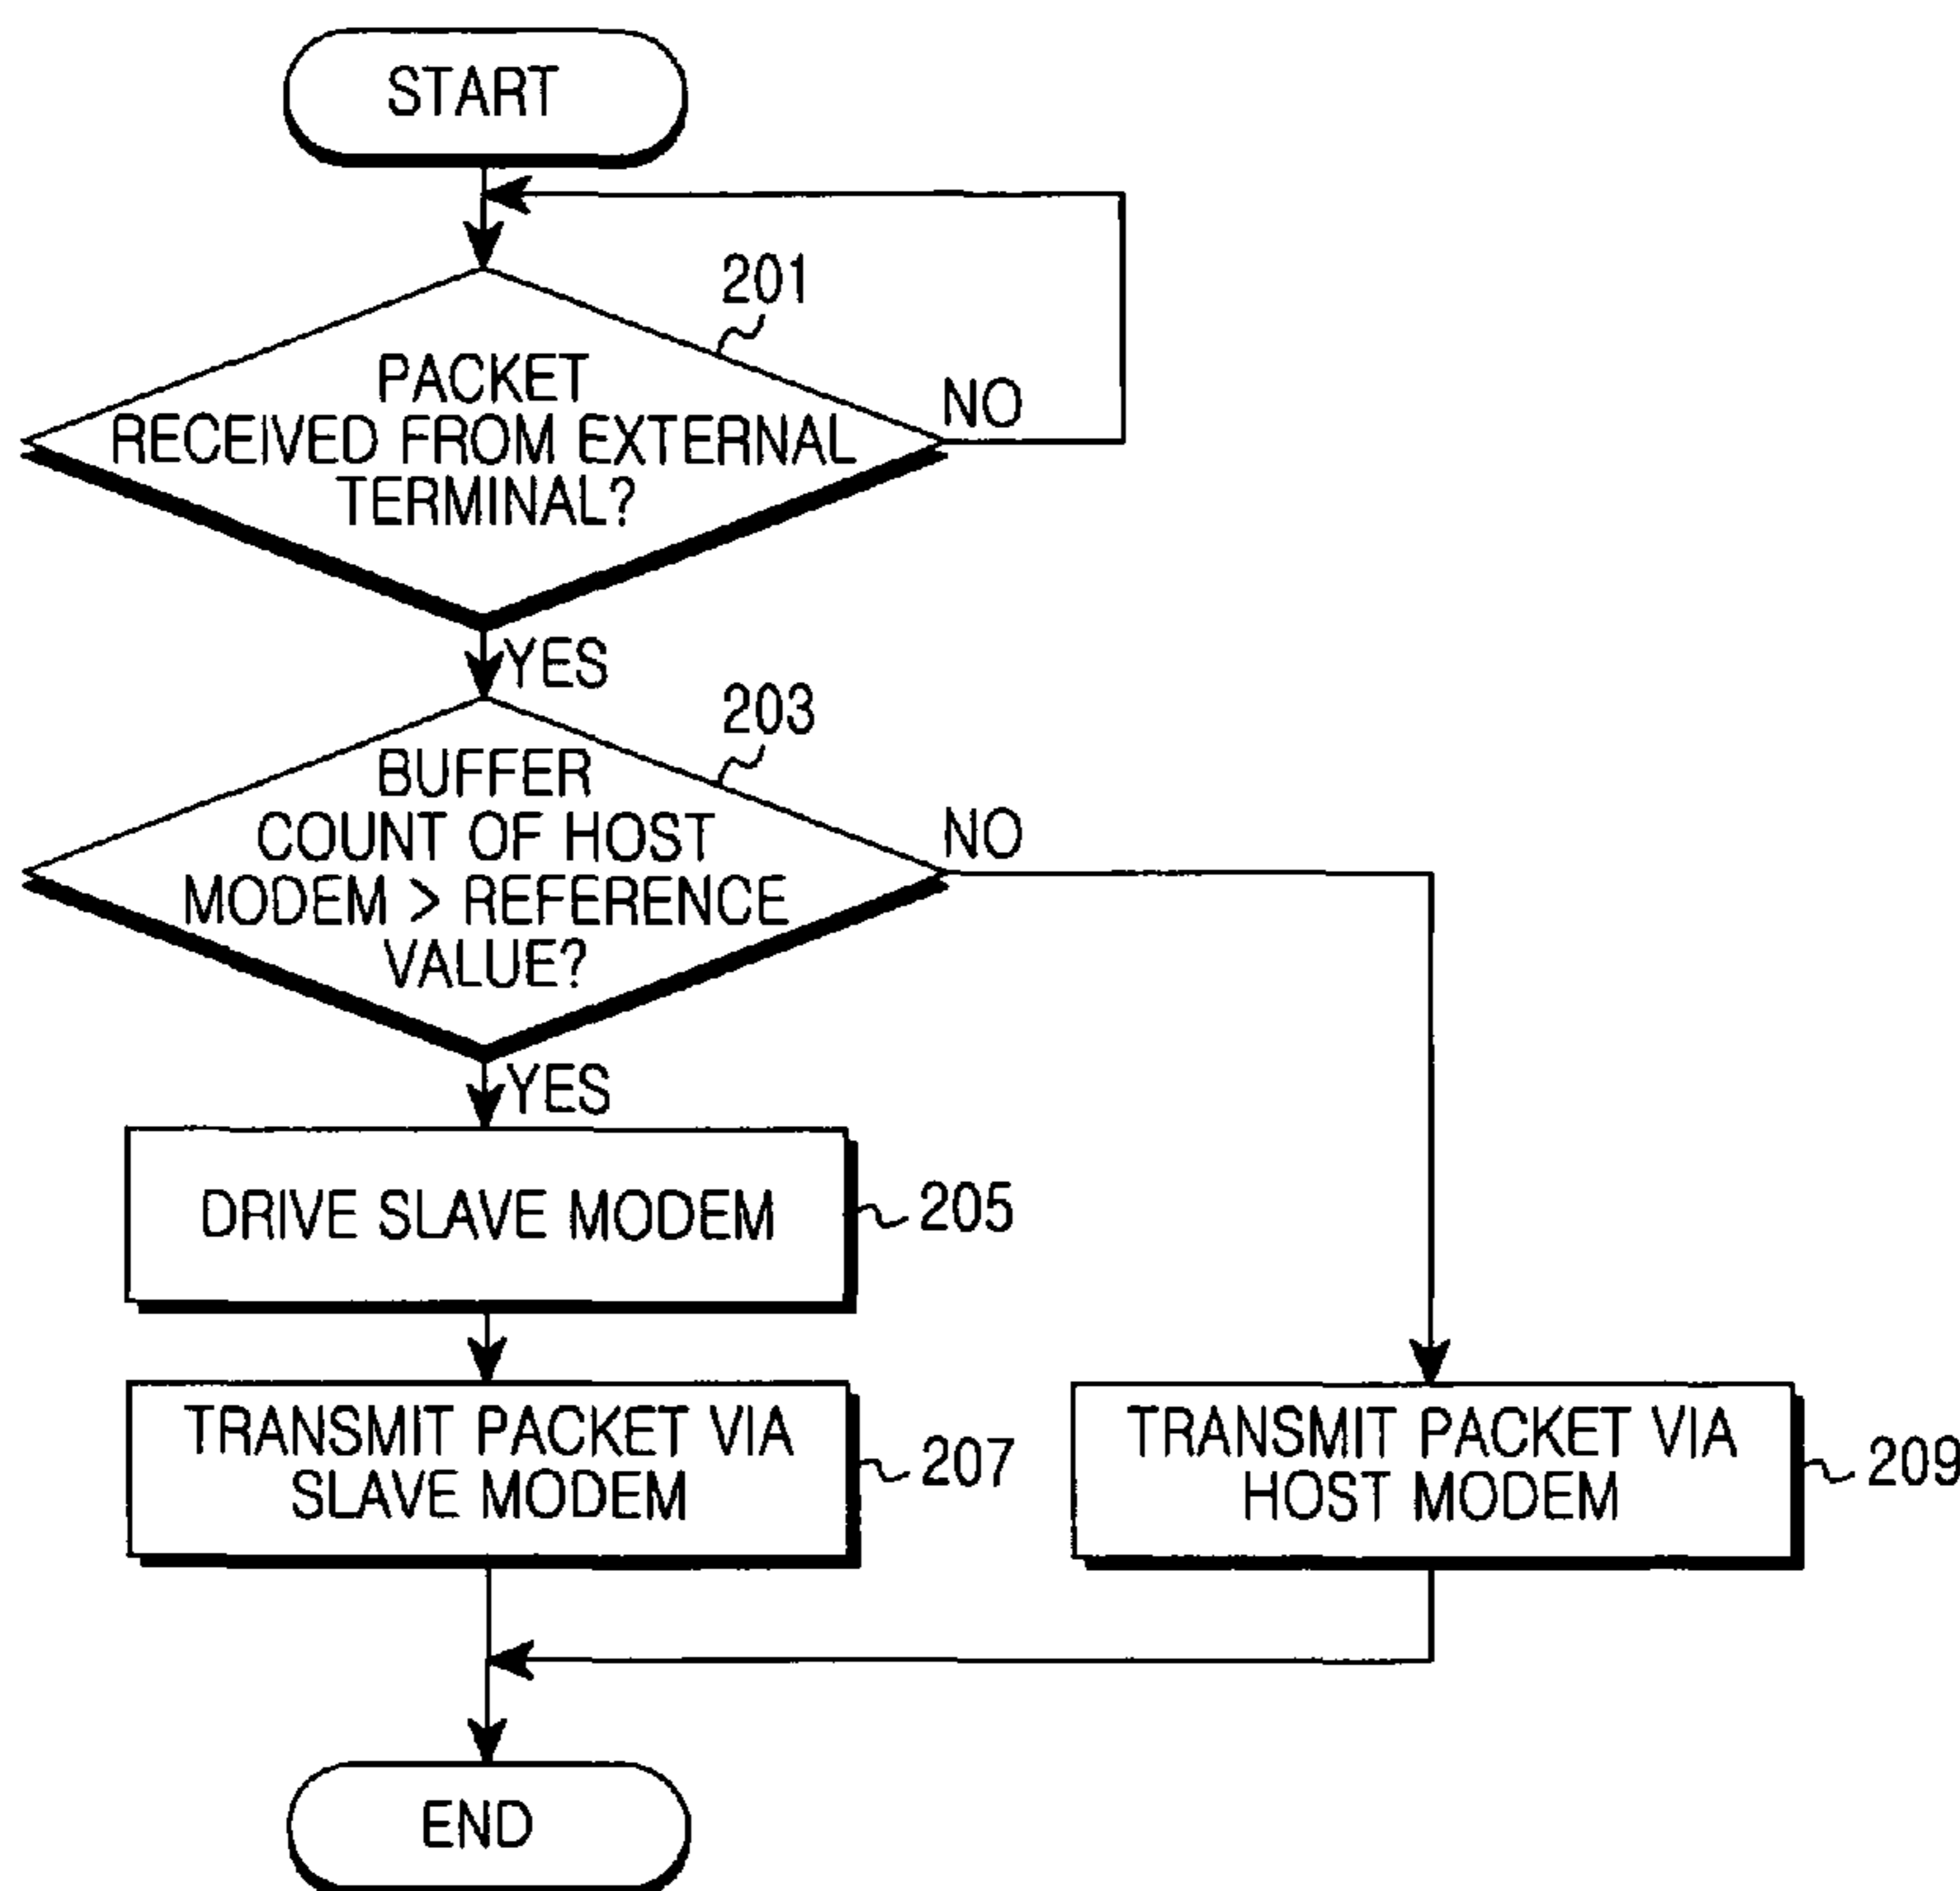 START
201
PACKET
RECEIVED FROM EXTERNAL
TERMINAL?
NO
YES
203
BUFFER
COUNT OF HOST
MODEM > REFERENCE
VALUE?
NO
YES
DRIVE SLAVE MODEM
205
TRANSMIT PACKET VIA
SLAVE MODEM
207
TRANSMIT PACKET VIA
HOST MODEM
209
END